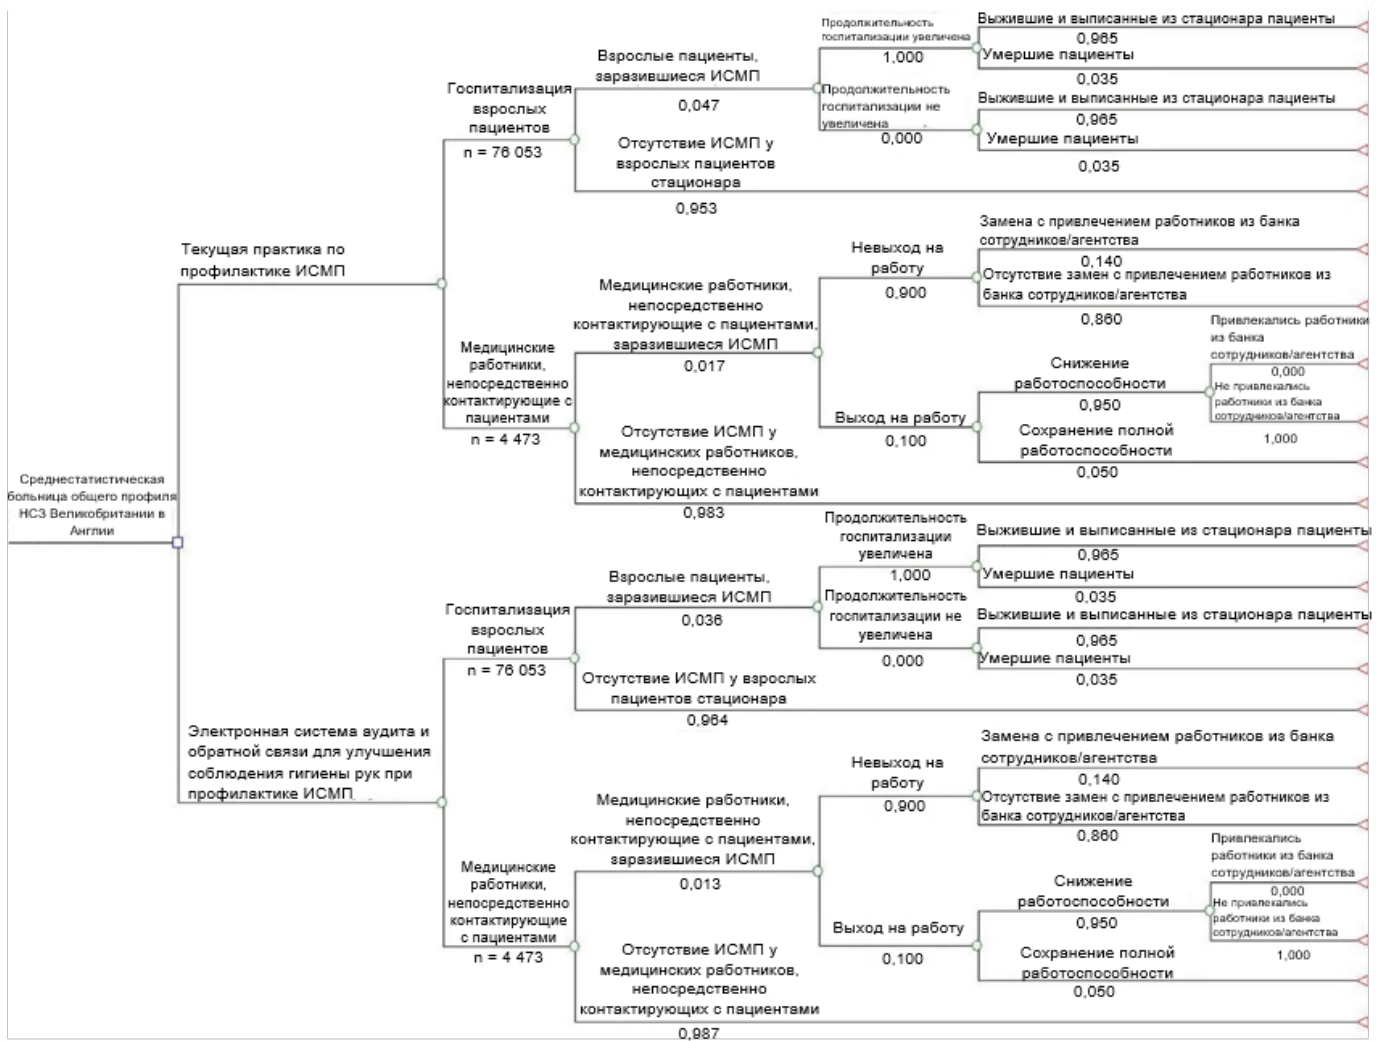 Продолжительность
госпитализации увеличена
1,000
Выжившие и выписанные из стационара пациенты
0,965
Умершие пациенты
0,035
Взрослые пациенты,
заразившиеся ИСМП
0,047
Госпитализация
взрослых
пациентов
n = 76 053
Продолжительность
госпитализации не
увеличена
0,000
Выжившие и выписанные из стационара пациенты
0,965
Умершие пациенты
0,035
Отсутствие ИСМП у
взрослых пациентов
стационара
0,953
Текущая практика по
профилактике ИСМП
Невыход на
работу
0,900
Замена с привлечением работников из банка
сотрудников/агентства
0,140
Отсутствие замен с привлечением работников из
банка сотрудников/агентства
0,860
Медицинские работники,
непосредственно
контактирующие с пациентами,
заразившиеся ИСМП
0,017
Медицинские
работники,
непосредственно
контактирующие с
пациентами
n = 4 473
Выход на работу
0,100
Снижение
работоспособности
0,950
Привлекались работники
из банка
сотрудников/агентства
0,000
Не привлекались
работники из банка
сотрудников/агентства
1,000
Сохранение полной
работоспособности
0,050
Отсутствие ИСМП у
медицинских работников,
непосредственно
контактирующих с пациентами
0,983
Среднестатистическая
больница общего профиля
НСЗ Великобритании в
Англии
Продолжительность
госпитализации
увеличена
1,000
Выжившие и выписанные из стационара пациенты
0,965
Умершие пациенты
0,035
Взрослые пациенты,
заразившиеся ИСМП
0,036
Госпитализация
взрослых
пациентов
n = 76 053
Продолжительность
госпитализации не
увеличена
0,000
Выжившие и выписанные из стационара пациенты
0,965
Умершие пациенты
0,035
Отсутствие ИСМП у взрослых
пациентов стационара
0,964
Электронная система аудита и
обратной связи для улучшения
соблюдения гигиены рук при
профилактике ИСМП
Невыход на
работу
0,900
Замена с привлечением работников из банка
сотрудников/агентства
0,140
Отсутствие замен с привлечением работников из
банка сотрудников/агентства
0,860
Медицинские работники,
непосредственно
контактирующие с пациентами,
заразившиеся ИСМП
0,013
Медицинские
работники,
непосредственно
контактирующие
с пациентами
n = 4 473
Выход на работу
0,100
Снижение
работоспособности
0,950
Привлекались
работники из банка
сотрудников/агентства
0,000
Не привлекались
работники из банка
сотрудников/агентства
1,000
Сохранение полной
работоспособности
0,050
Отсутствие ИСМП у
медицинских работников,
непосредственно
контактирующих с пациентами
0,987